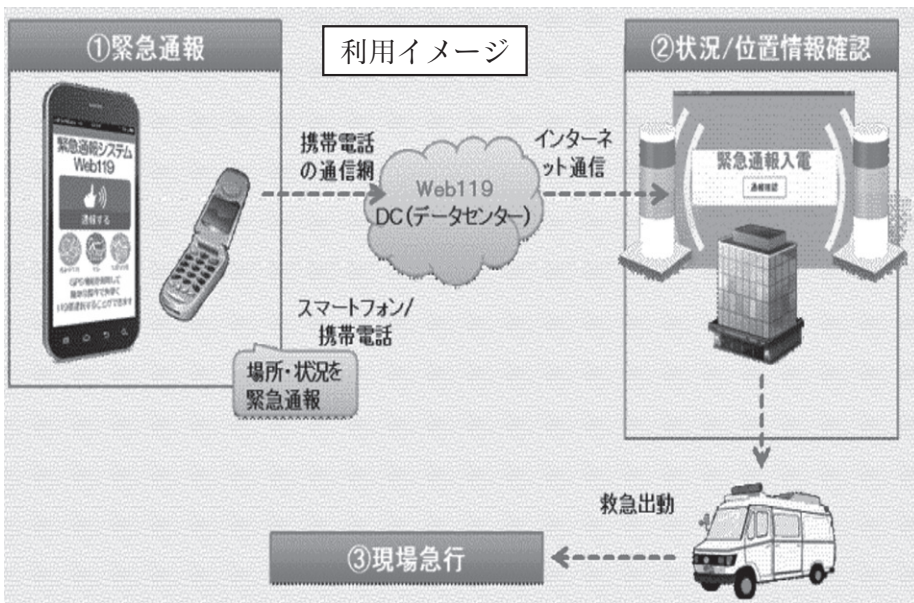 利用イメージ
①緊急通報
緊急通報システム
Web119
通報する
場所・状況を
緊急通報
スマートフォン/
携帯電話
携帯電話
の通信網
Web119
DC(データセンター)
インターネ
ット通信
②状況/位置情報確認
緊急通報入電
救急出動
③現場急行